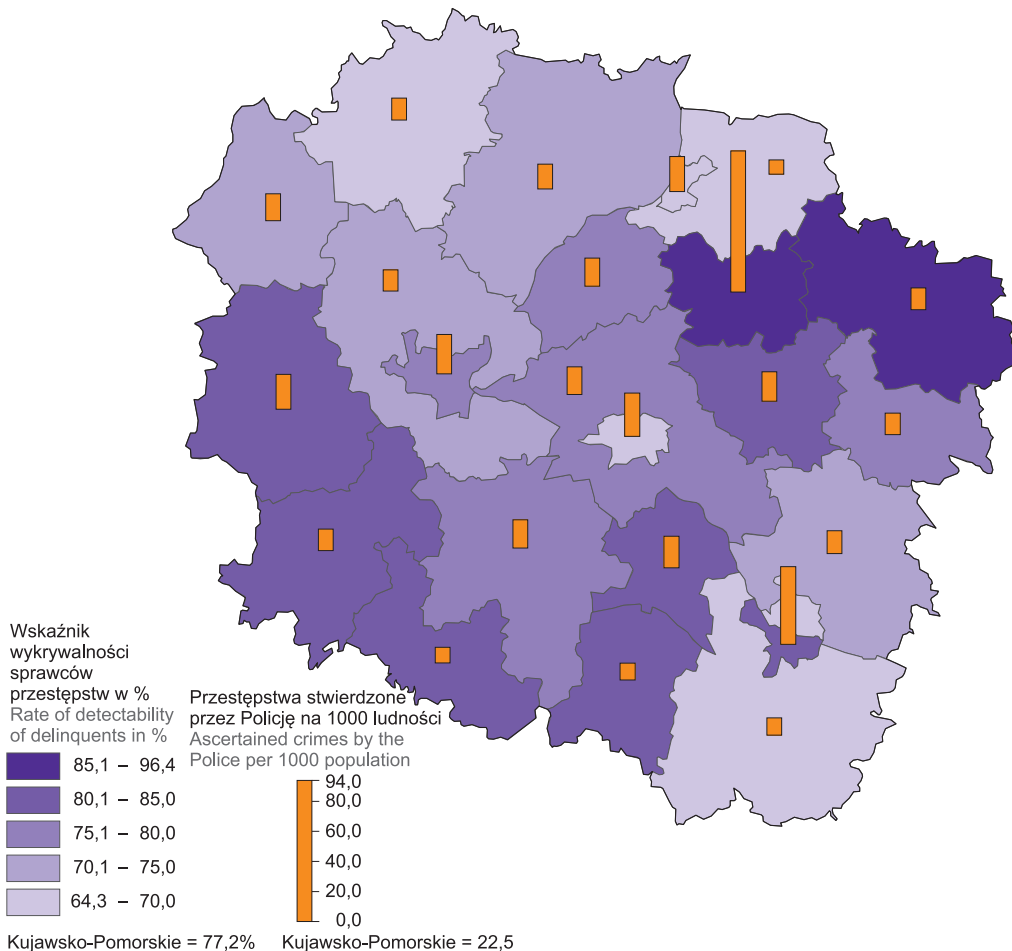 Wskaźnik
wykrywalności
sprawców
przestępstw w %
Rate of detectability
of delinquents in %
85,1 – 96,4
80,1 – 85,0
75,1 – 80,0
70,1 – 75,0
64,3 – 70,0
Kujawsko-Pomorskie = 77,2%
Przestępstwa stwierdzone
przez Policję na 1000 ludności
Ascertained crimes by the
Police per 1000 population
94,0
80,0
60,0
40,0
20,0
0,0
Kujawsko-Pomorskie = 22,5